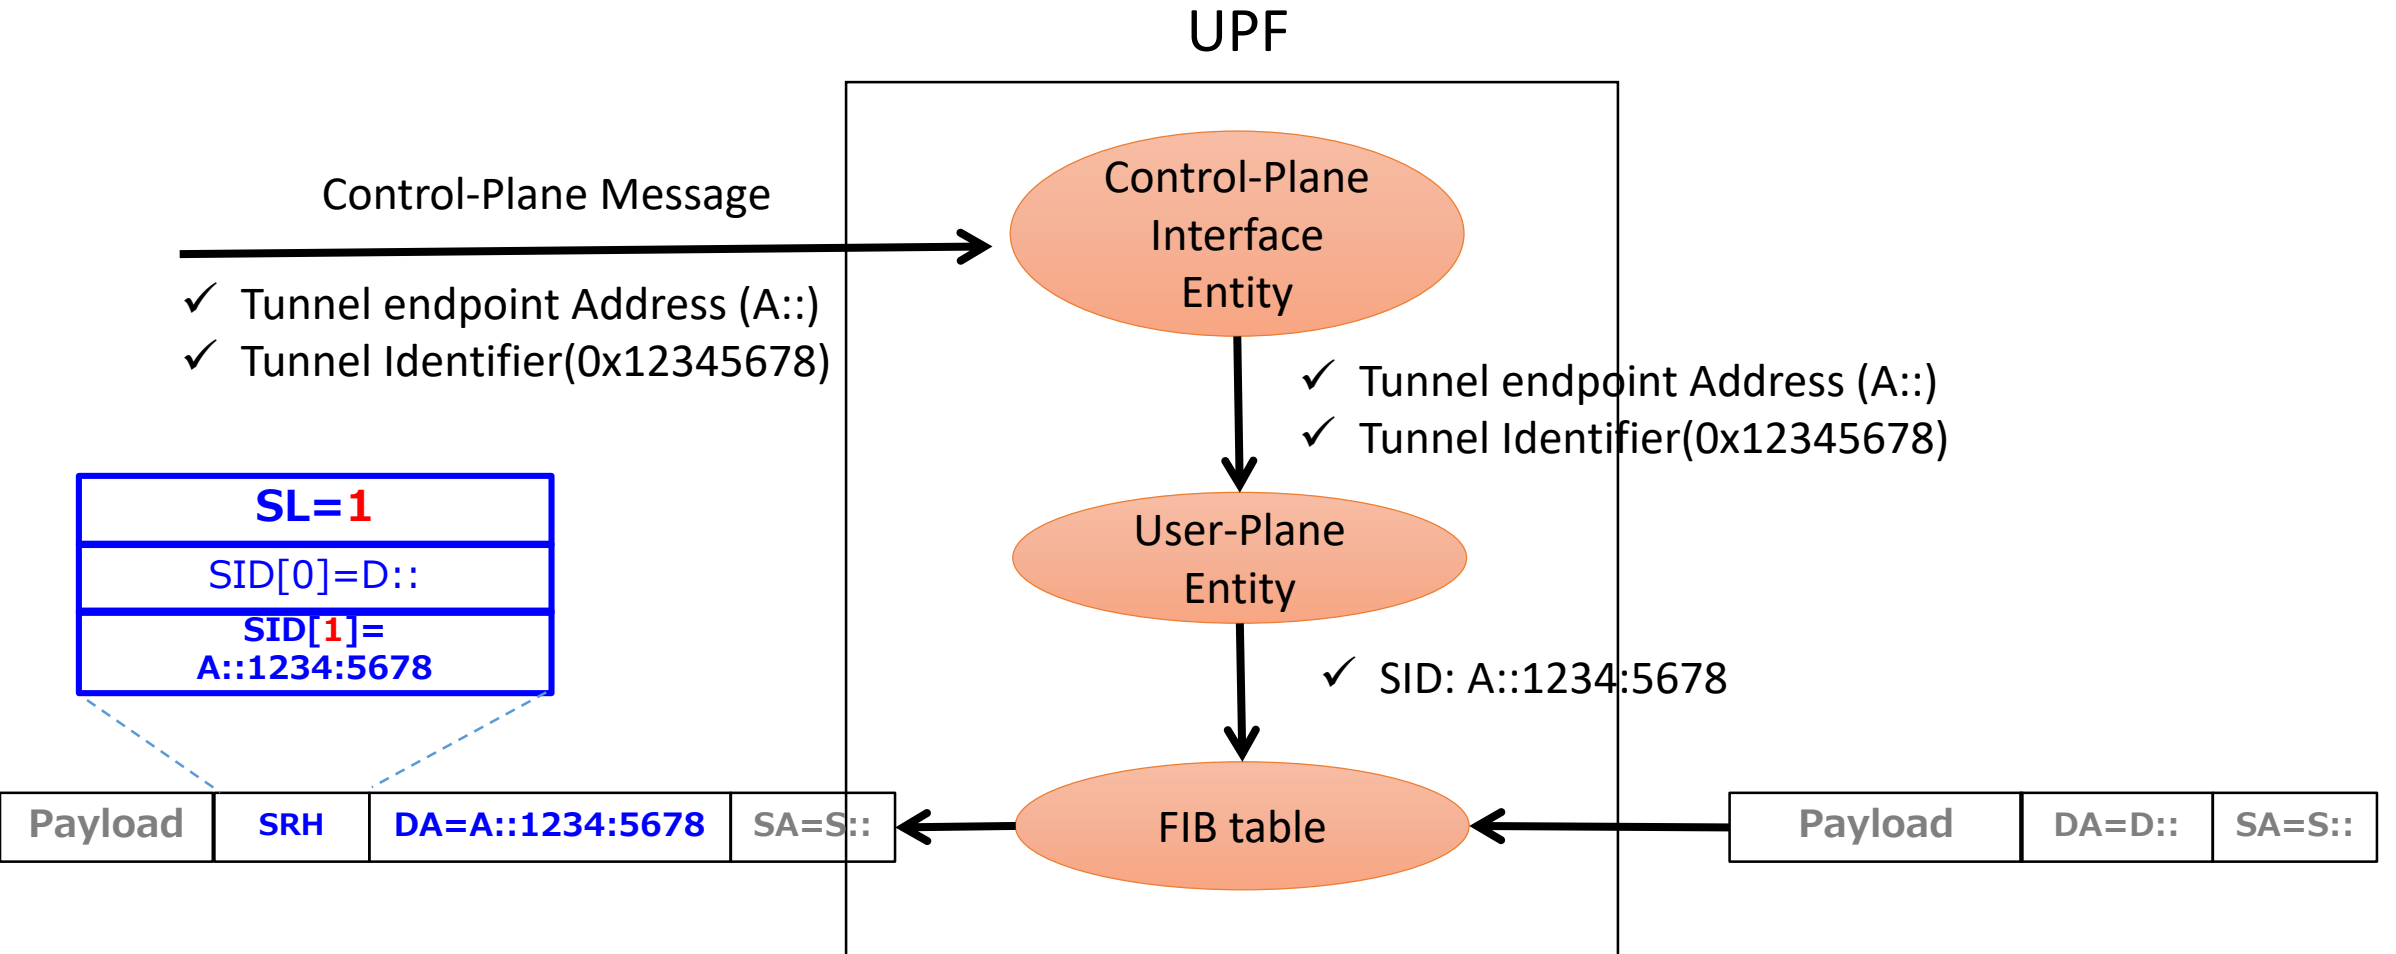 UPF
Control-Plane Message
✓ Tunnel endpoint Address (A::)
✓ Tunnel Identifier(0x12345678)
Control-Plane
Interface
Entity
✓ Tunnel endpoint Address (A::)
✓ Tunnel Identifier(0x12345678)
User-Plane
Entity
✓ SID: A::1234:5678
SL=1
SID[0]=D::
SID[1]=
A::1234:5678
Payload
SRH
DA=A::1234:5678
SA=S::
FIB table
Payload
DA=D::
SA=S::